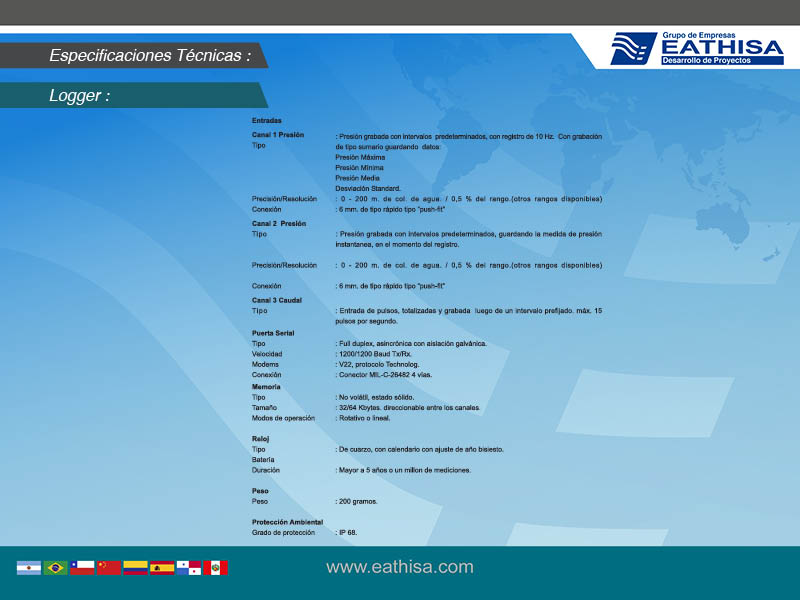 Especificaciones Técnicas :
Grupo de Empresas
EATHISA
Desarrollo de Proyectos
Logger :
Entradas
Canal 1 Presión : Presión grabada con intervalos predeterminados, con registro de 10 Hz. Con grabación
Tipo de tipo sumario guardando datos:
Presión Máxima
Presión Mínima
Presión Media
Desviación Standard.
Precisión/Resolución : 0 - 200 m. de col. de agua. / 0,5 % del rango.(otros rangos disponibles)
Conexión : 6 mm. de tipo rápido tipo "push-fit"
Canal 2 Presión
Tipo : Presión grabada con intervalos predeterminados, guardando la medida de presión
instantanea, en el momento del registro.
Precisión/Resolución : 0 - 200 m. de col. de agua. / 0,5 % del rango.(otros rangos disponibles)
Conexión : 6 mm. de tipo rápido tipo "push-fit"
Canal 3 Caudal
Tipo : Entrada de pulsos, totalizadas y grabada luego de un intervalo prefijado. máx. 15
pulsos por segundo.
Puerta Serial
Tipo : Full duplex, asincrónica con aislación galvánica.
Velocidad : 1200/1200 Baud Tx/Rx.
Modems : V22, protocolo Technolog.
Conexión : Conector MIL-C-26482 4 vías.
Memoria
Tipo : No volátil, estado sólido.
Tamaño : 32/64 Kbytes. direccionable entre los canales.
Modos de operación : Rotativo o lineal.
Reloj
Tipo : De cuarzo, con calendario con ajuste de año bisiesto.
Batería
Duración : Mayor a 5 años o un millon de mediciones.
Peso
Peso : 200 gramos.
Protección Ambiental
Grado de protección : IP 68.
www.eathisa.com